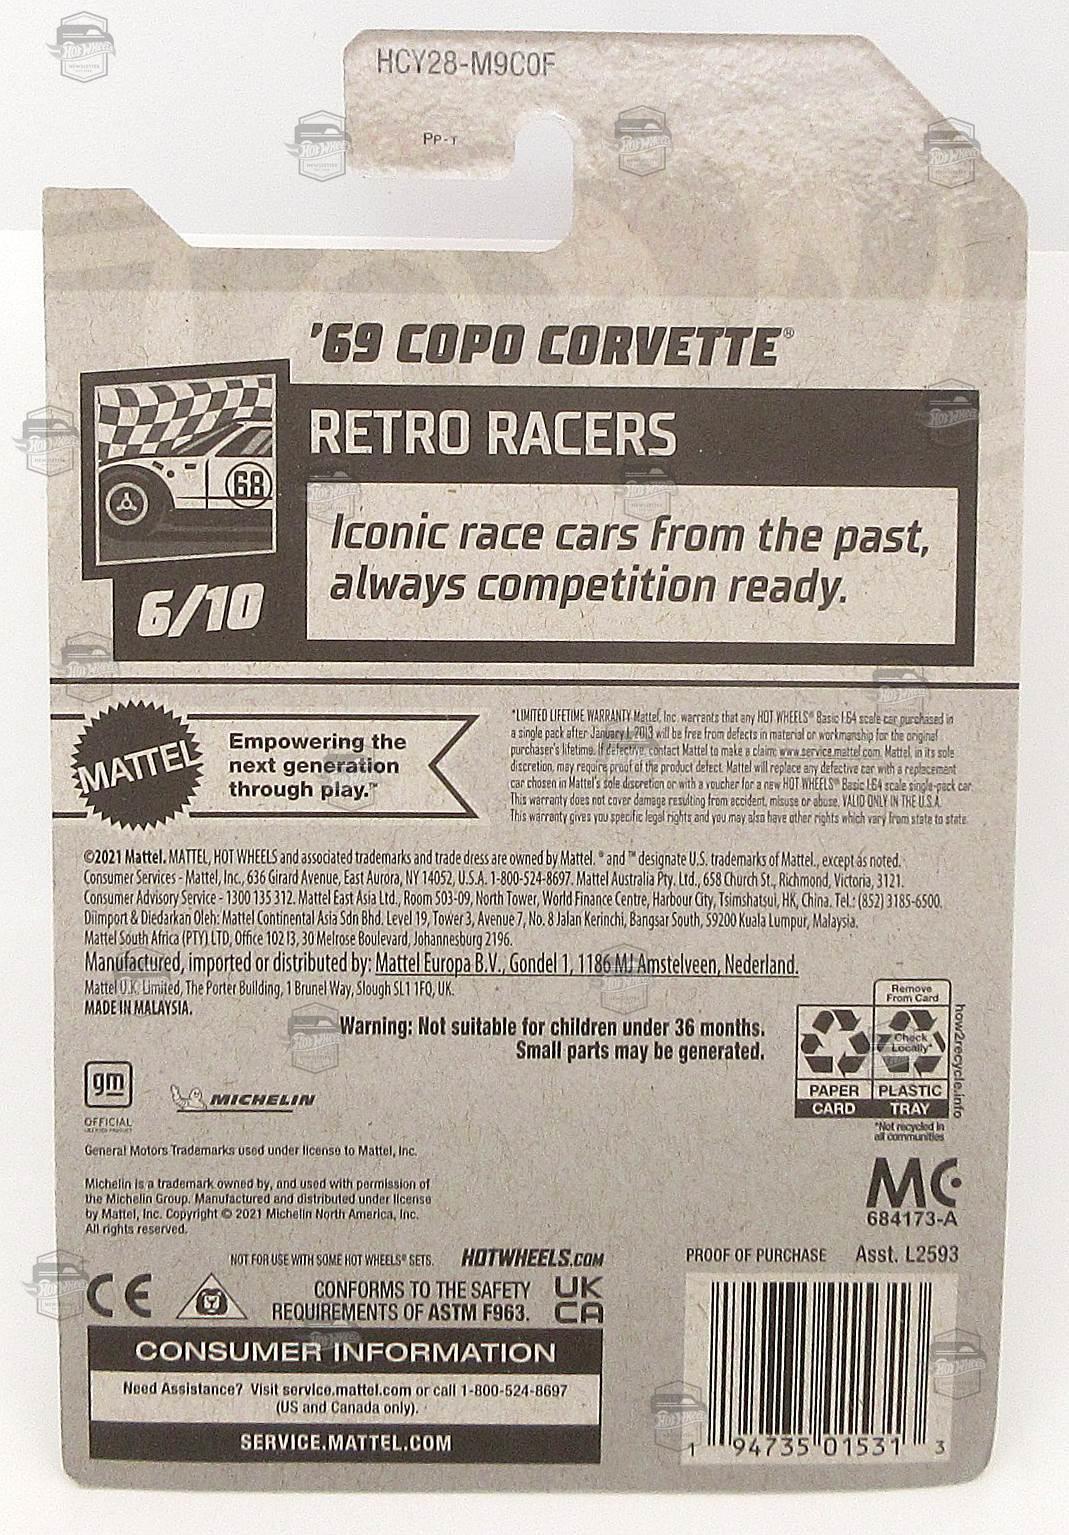 HCY28-M9C0F
PP-T
'69 COPO CORVETTE®
RETRO RACERS
68
Iconic race cars from the past,
always competition ready.
6/10
MATTEL
Empowering the
next generation
through play.™
*LIMITED LIFETIME WARRANTY Mattel, Inc. warrants that any HOT WHEELS® Basic 1:64 scale car purchased in
a single pack after January 1, 2013 will be free from defects in material or workmanship for the original
purchaser's lifetime. If defective, contact Mattel to make a claim: www.service.mattel.com. Mattel, in its sole
discretion, may require proof of the product defect. Mattel will replace any defective car with a replacement
car chosen in Mattel's sole discretion or with a voucher for a new HOT WHEELS® Basic 1:64 scale single-pack car.
This warranty does not cover damage resulting from accident, misuse or abuse. VALID ONLY IN THE U.S.A.
This warranty gives you specific legal rights and you may also have other rights which vary from state to state.
©2021 Mattel. MATTEL, HOT WHEELS and associated trademarks and trade dress are owned by Mattel. ® and ™ designate U.S. trademarks of Mattel., except as noted.
Consumer Services - Mattel, Inc., 636 Girard Avenue, East Aurora, NY 14052, U.S.A. 1-800-524-8697. Mattel Australia Pty. Ltd., 658 Church St., Richmond, Victoria, 3121.
Consumer Advisory Service - 1300 135 312. Mattel East Asia Ltd., Room 503-09, North Tower, World Finance Centre, Harbour City, Tsimshatsui, HK, China. Tel.: (852) 3185-6500.
Diimport & Diedarkan Oleh: Mattel Continental Asia Sdn Bhd. Level 19, Tower 3, Avenue 7, No. 8 Jalan Kerinchi, Bangsar South, 59200 Kuala Lumpur, Malaysia.
Mattel South Africa (PTY) LTD, Office 102 I3, 30 Melrose Boulevard, Johannesburg 2196.
Manufactured, imported or distributed by: Mattel Europa B.V., Gondel 1, 1186 MJ Amstelveen, Nederland.
Mattel U.K. Limited, The Porter Building, 1 Brunel Way, Slough SL1 1FQ, UK.
MADE IN MALAYSIA.
Warning: Not suitable for children under 36 months.
Small parts may be generated.
Remove
From Card
Check
Locally*
PAPER
PLASTIC
CARD
TRAY
how2recycle.info
*Not recycled in
all communities
gm
OFFICIAL
LICENSED PRODUCT
MICHELIN
General Motors Trademarks used under license to Mattel, Inc.
Michelin is a trademark owned by, and used with permission of
the Michelin Group. Manufactured and distributed under license
by Mattel, Inc. Copyright © 2021 Michelin North America, Inc.
All rights reserved.
MC
684173-A
NOT FOR USE WITH SOME HOT WHEELS® SETS.
HOTWHEELS.COM
PROOF OF PURCHASE
Asst. L2593
CE
CONFORMS TO THE SAFETY
REQUIREMENTS OF ASTM F963.
UK
CA
CONSUMER INFORMATION
Need Assistance? Visit service.mattel.com or call 1-800-524-8697
(US and Canada only).
SERVICE.MATTEL.COM
1 94735 01531 3